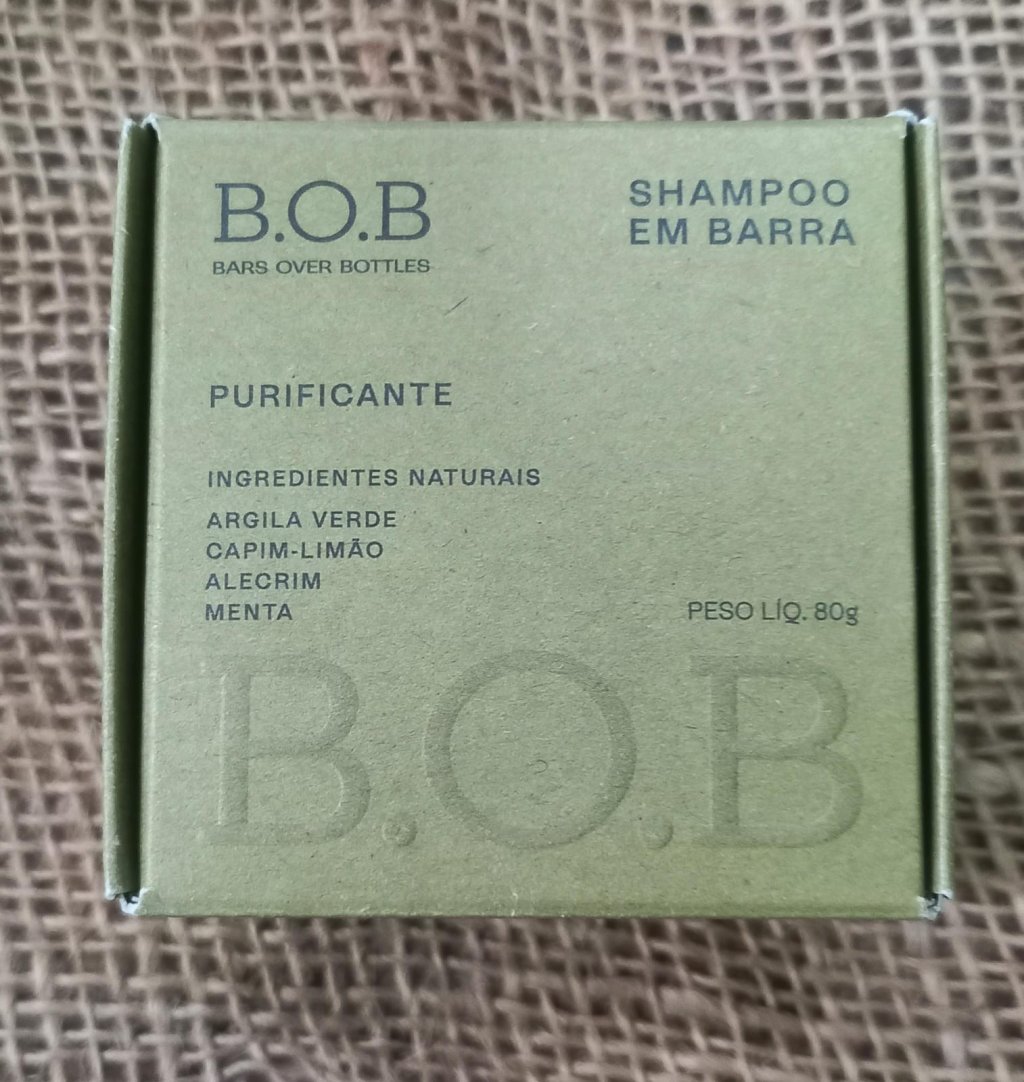 B.O.B
BARS OVER BOTTLES
SHAMPOO
EM BARRA
PURIFICANTE
INGREDIENTES NATURAIS
ARGILA VERDE
CAPIM-LIMÃO
ALECRIM
MENTA
PESO LÍQ. 80g
B.O.B